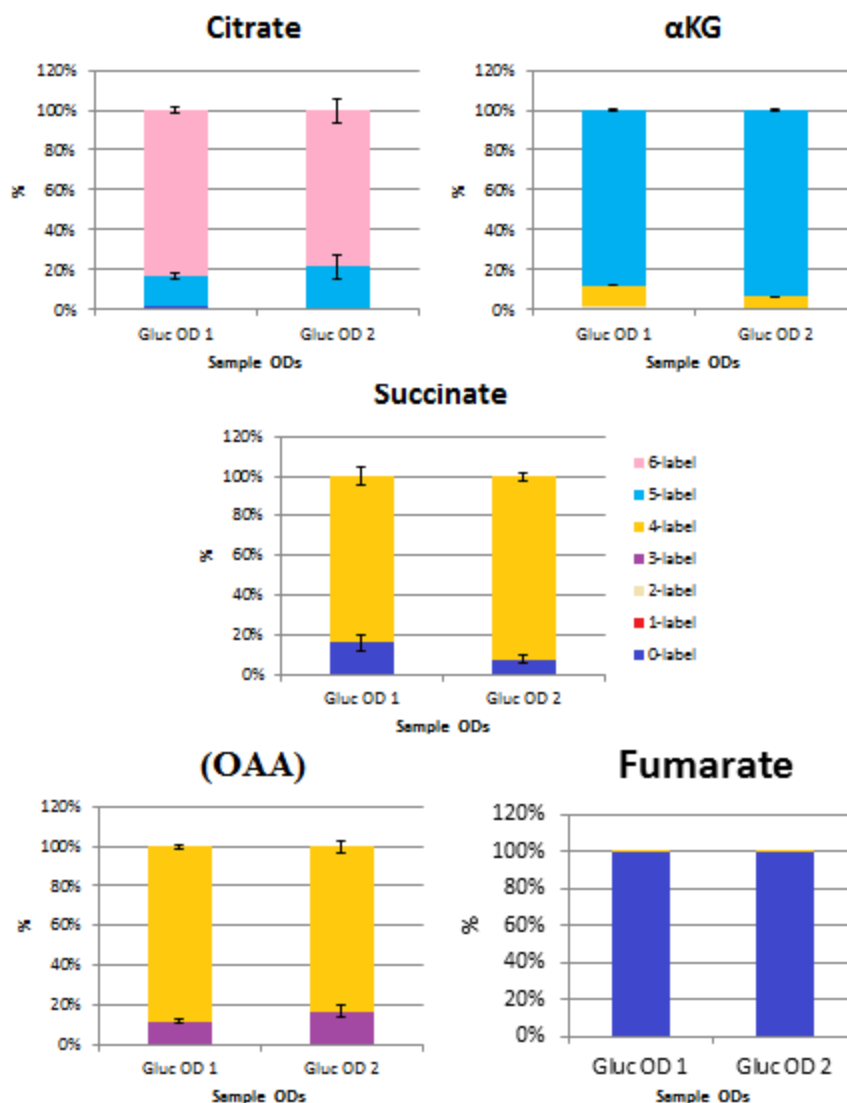 Citrate
120%
100%
80%
60%
40%
20%
0%
%
Gluc OD 1 Gluc OD 2
Sample ODs
αKG
120%
100%
80%
60%
40%
20%
0%
%
Gluc OD 1 Gluc OD 2
Sample ODs
Succinate
120%
100%
80%
60%
40%
20%
0%
%
Gluc OD 1 Gluc OD 2
Sample ODs
6-label
5-label
4-label
3-label
2-label
1-label
0-label
(OAA)
120%
100%
80%
60%
40%
20%
0%
%
Gluc OD 1 Gluc OD 2
Sample ODs
Fumarate
120%
100%
80%
60%
40%
20%
0%
%
Gluc OD 1 Gluc OD 2
Sample ODs